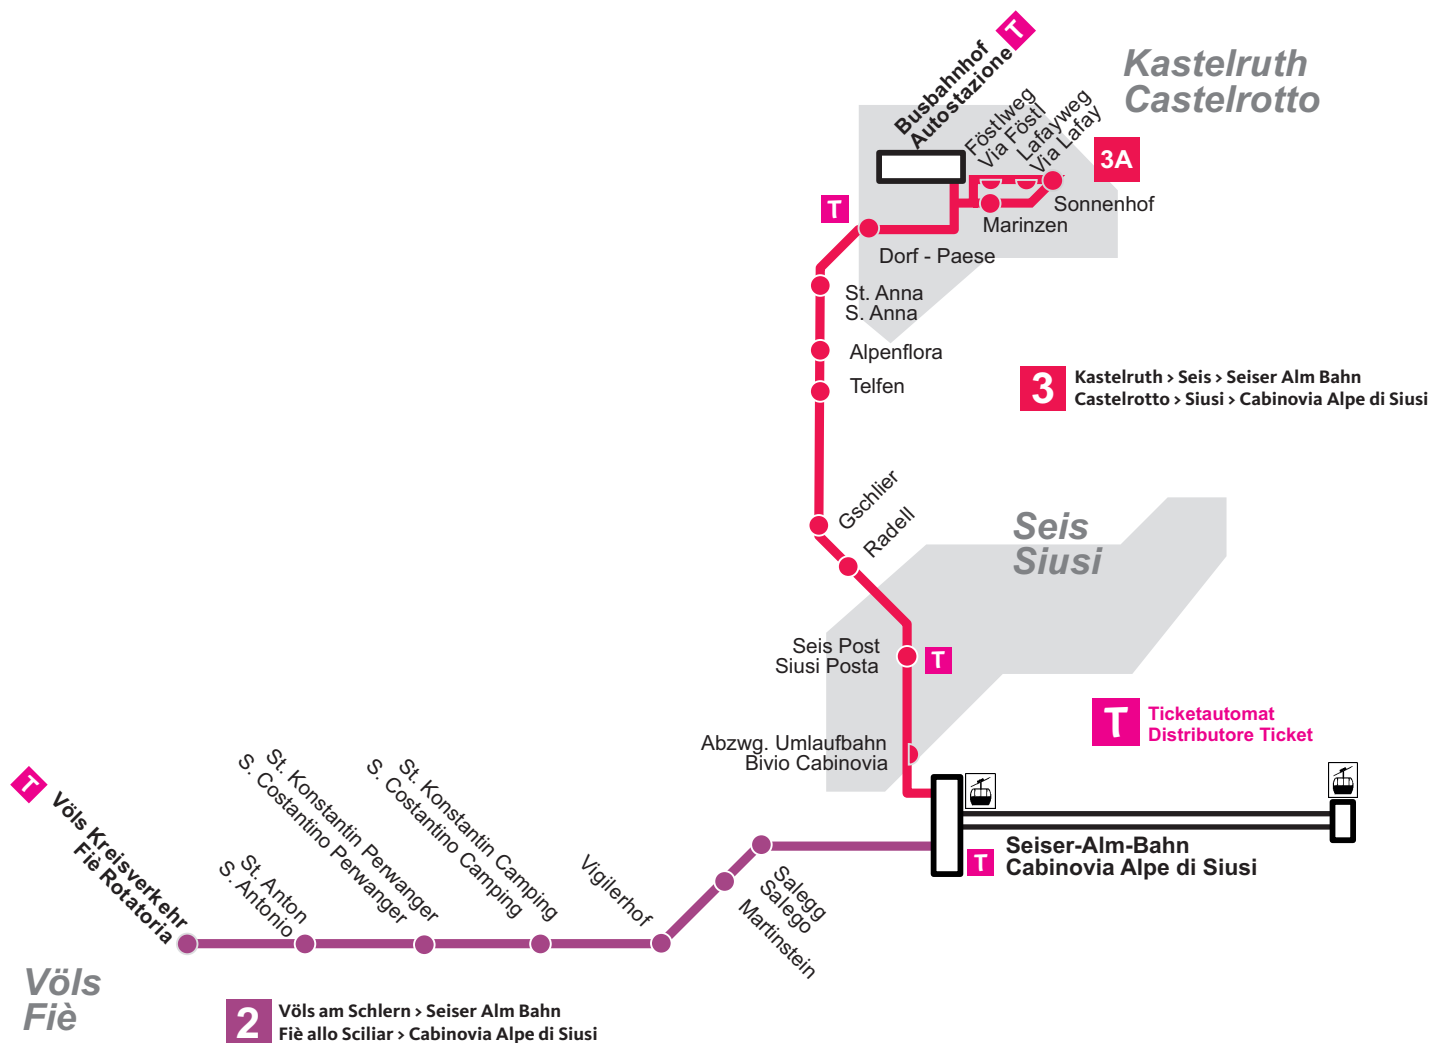 T
Busbahnhof
Autostazione
Kastelruth
Castelrotto
Föstlweg
Via Föstl
Lafayweg
Via Lafay
3A
Sonnenhof
Marinzen
T
Dorf - Paese
St. Anna
S. Anna
Alpenflora
Telfen
3
Kastelruth › Seis › Seiser Alm Bahn
Castelrotto › Siusi › Cabinovia Alpe di Siusi
Gschlier
Radell
Seis
Siusi
Seis Post
Siusi Posta
T
T
Ticketautomat
Distributore Ticket
Abzwg. Umlaufbahn
Bivio Cabinovia
Seiser-Alm-Bahn
Cabinovia Alpe di Siusi
T
T
Völs Kreisverkehr
Fiè Rotatoria
St. Anton
S. Antonio
St. Konstantin Perwanger
S. Costantino Perwanger
St. Konstantin Camping
S. Costantino Camping
Vigilerhof
Salegg
Salego
Martinstein
Völs
Fiè
2
Völs am Schlern › Seiser Alm Bahn
Fiè allo Sciliar › Cabinovia Alpe di Siusi